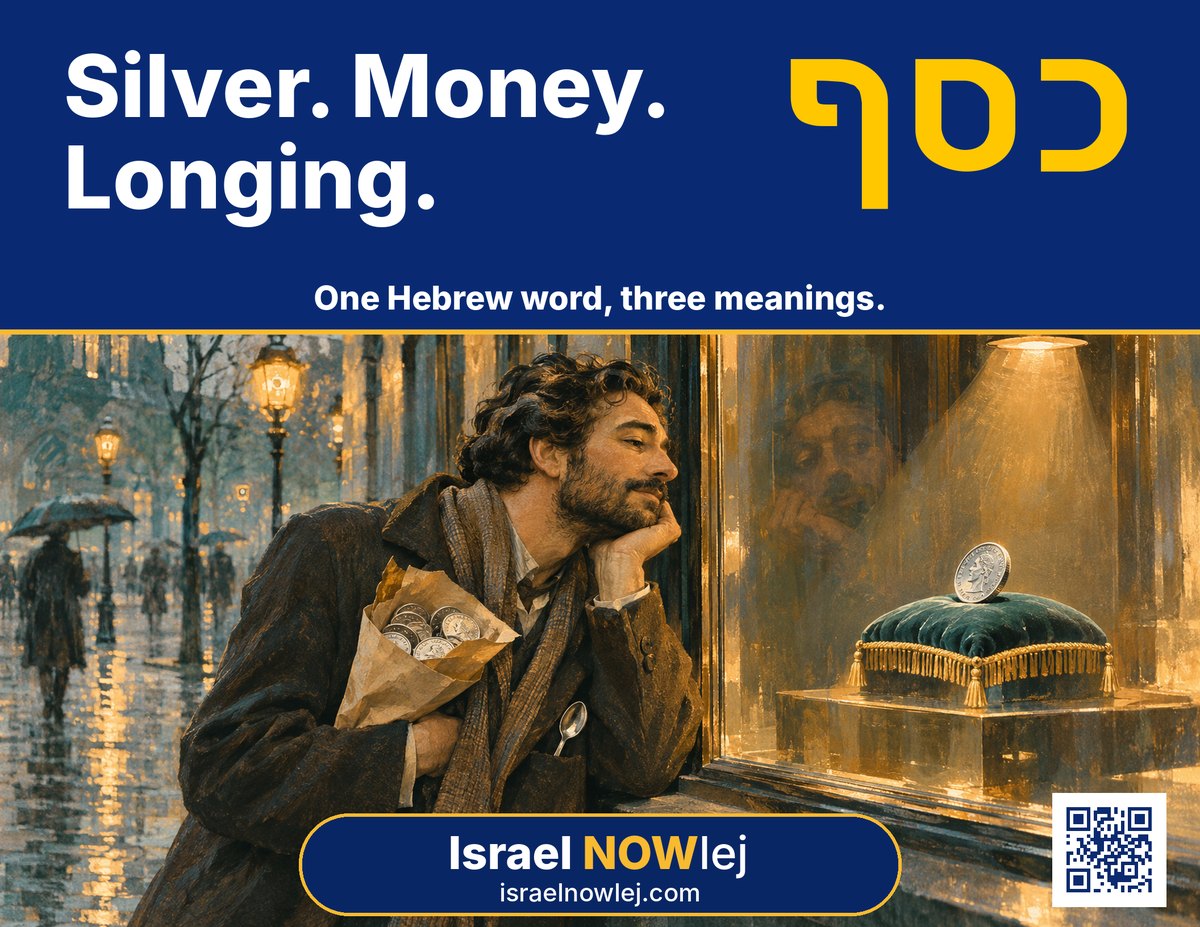 Silver. Money.
Longing.
כסף
One Hebrew word, three meanings.
Israel NOWlej
israelnowlej.com